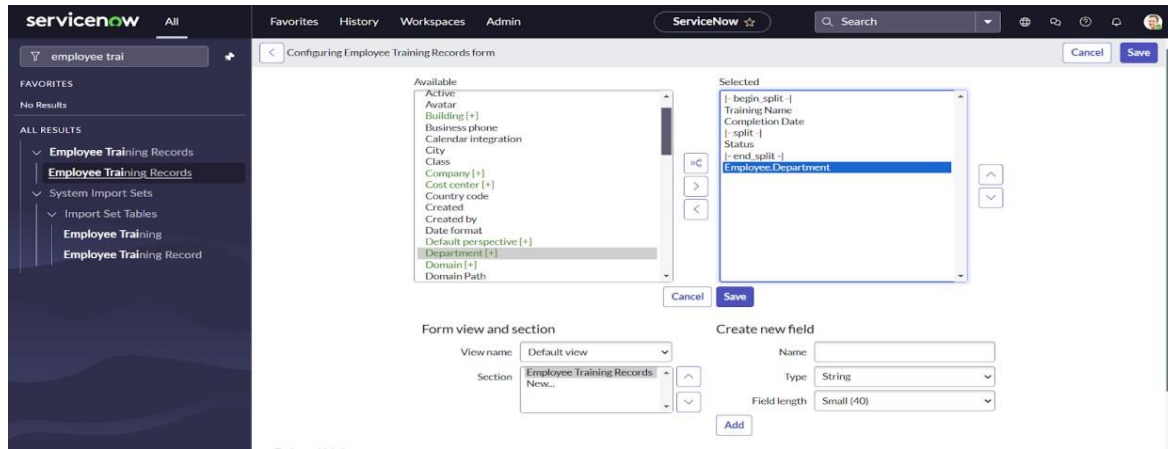 servicenow All Favorites History Workspaces Admin ServiceNow ☆ Search
employee trai
FAVORITES
No Results
ALL RESULTS
Employee Training Records
Employee Training Records
System Import Sets
Import Set Tables
Employee Training
Employee Training Record
Configuring Employee Training Records form Cancel Save
Available
Active
Avatar
Building [+]
Business phone
Calendar integration
City
Class
Company [+]
Cost center [+]
Country code
Created
Created by
Date format
Default perspective [+]
Department [+]
Domain [+]
Domain Path
Selected
|- begin_split -|
Training Name
Completion Date
|- split -|
Status
|- end_split -|
Employee.Department
Cancel Save
Form view and section
View name Default view
Section Employee Training Records
New...
Create new field
Name
Type String
Field length Small (40)
Add